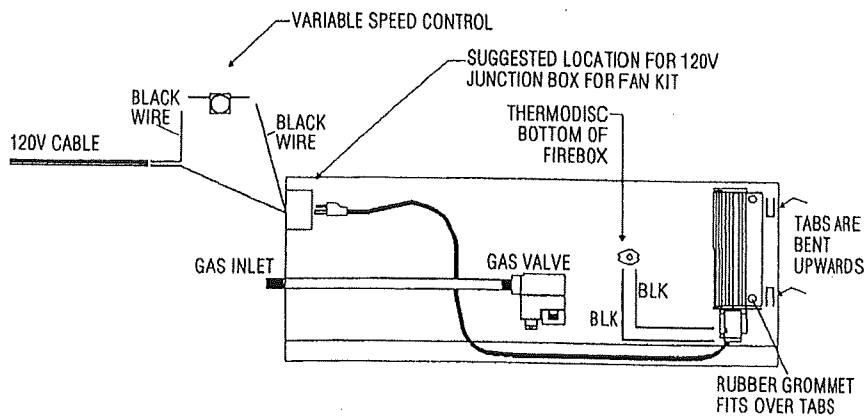 VARIABLE SPEED CONTROL
SUGGESTED LOCATION FOR 120V
JUNCTION BOX FOR FAN KIT
BLACK
WIRE
THERMODISC
BOTTOM OF
FIREBOX
BLACK
WIRE
120V CABLE
TABS ARE
BENT
UPWARDS
GAS INLET
GAS VALVE
BLK
BLK
RUBBER GROMMET
FITS OVER TABS